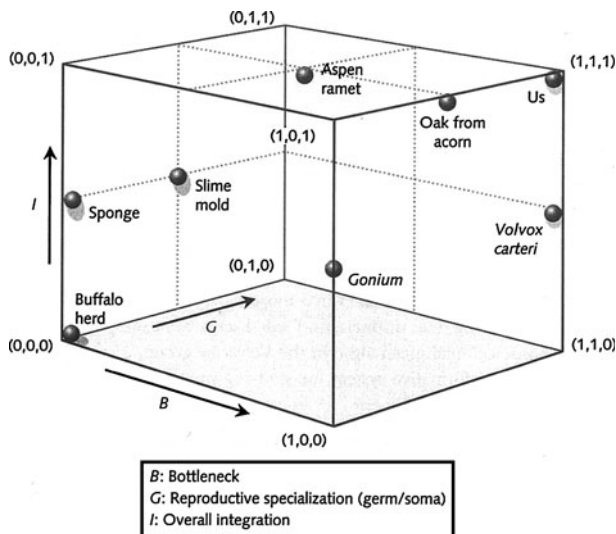 (0,1,1)
(0,0,1)
(1,1,1)
Aspen
ramet
Us
Oak from
acorn
(1,0,1)
I
Slime
mold
Sponge
Volvox
carteri
(0,1,0)
Gonium
Buffalo
herd
G
(0,0,0)
(1,1,0)
B
(1,0,0)
B: Bottleneck
G: Reproductive specialization (germ/soma)
I: Overall integration